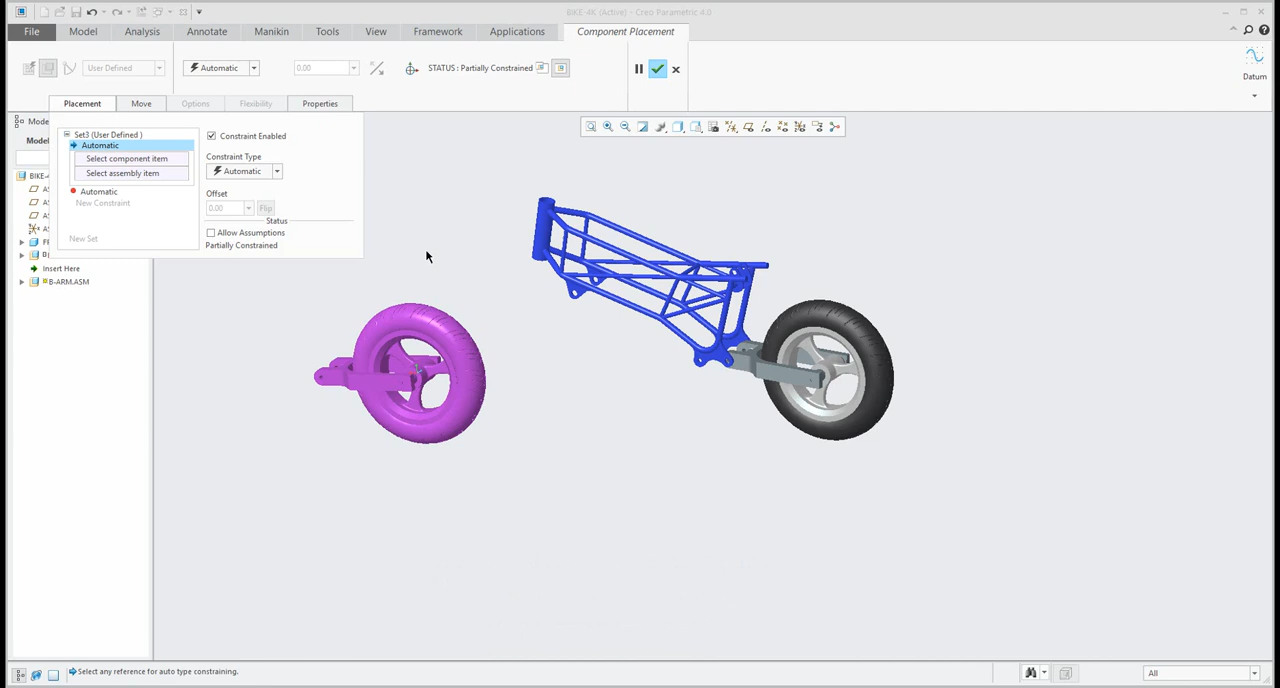 BIKE-4K (Active) - Creo Parametric 4.0
File Model Analysis Annotate Manikin Tools View Framework Applications Component Placement
User Defined Automatic 0.00 STATUS : Partially Constrained Datum
Placement Move Options Flexibility Properties
Set3 (User Defined )
Automatic
Select component item
Select assembly item
Automatic
New Constraint
New Set
Constraint Enabled
Constraint Type
Automatic
Offset
0.00 Flip
Status
Allow Assumptions
Partially Constrained
Insert Here
B-ARM.ASM
Select any reference for auto type constraining.
All